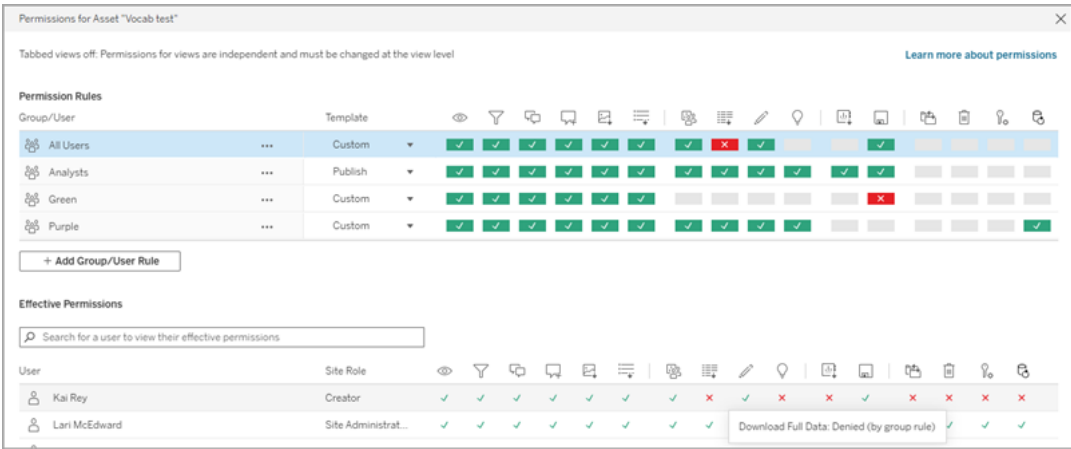 Permissions for Asset "Vocab test"
Tabbed views off: Permissions for views are independent and must be changed at the view level
Learn more about permissions
Permission Rules
Group/User Template
All Users ... Custom
Analysts ... Publish
Green ... Custom
Purple ... Custom
+ Add Group/User Rule
Effective Permissions
Search for a user to view their effective permissions
User Site Role
Kai Rey Creator
Lari McEdward Site Administrat...
Download Full Data: Denied (by group rule)